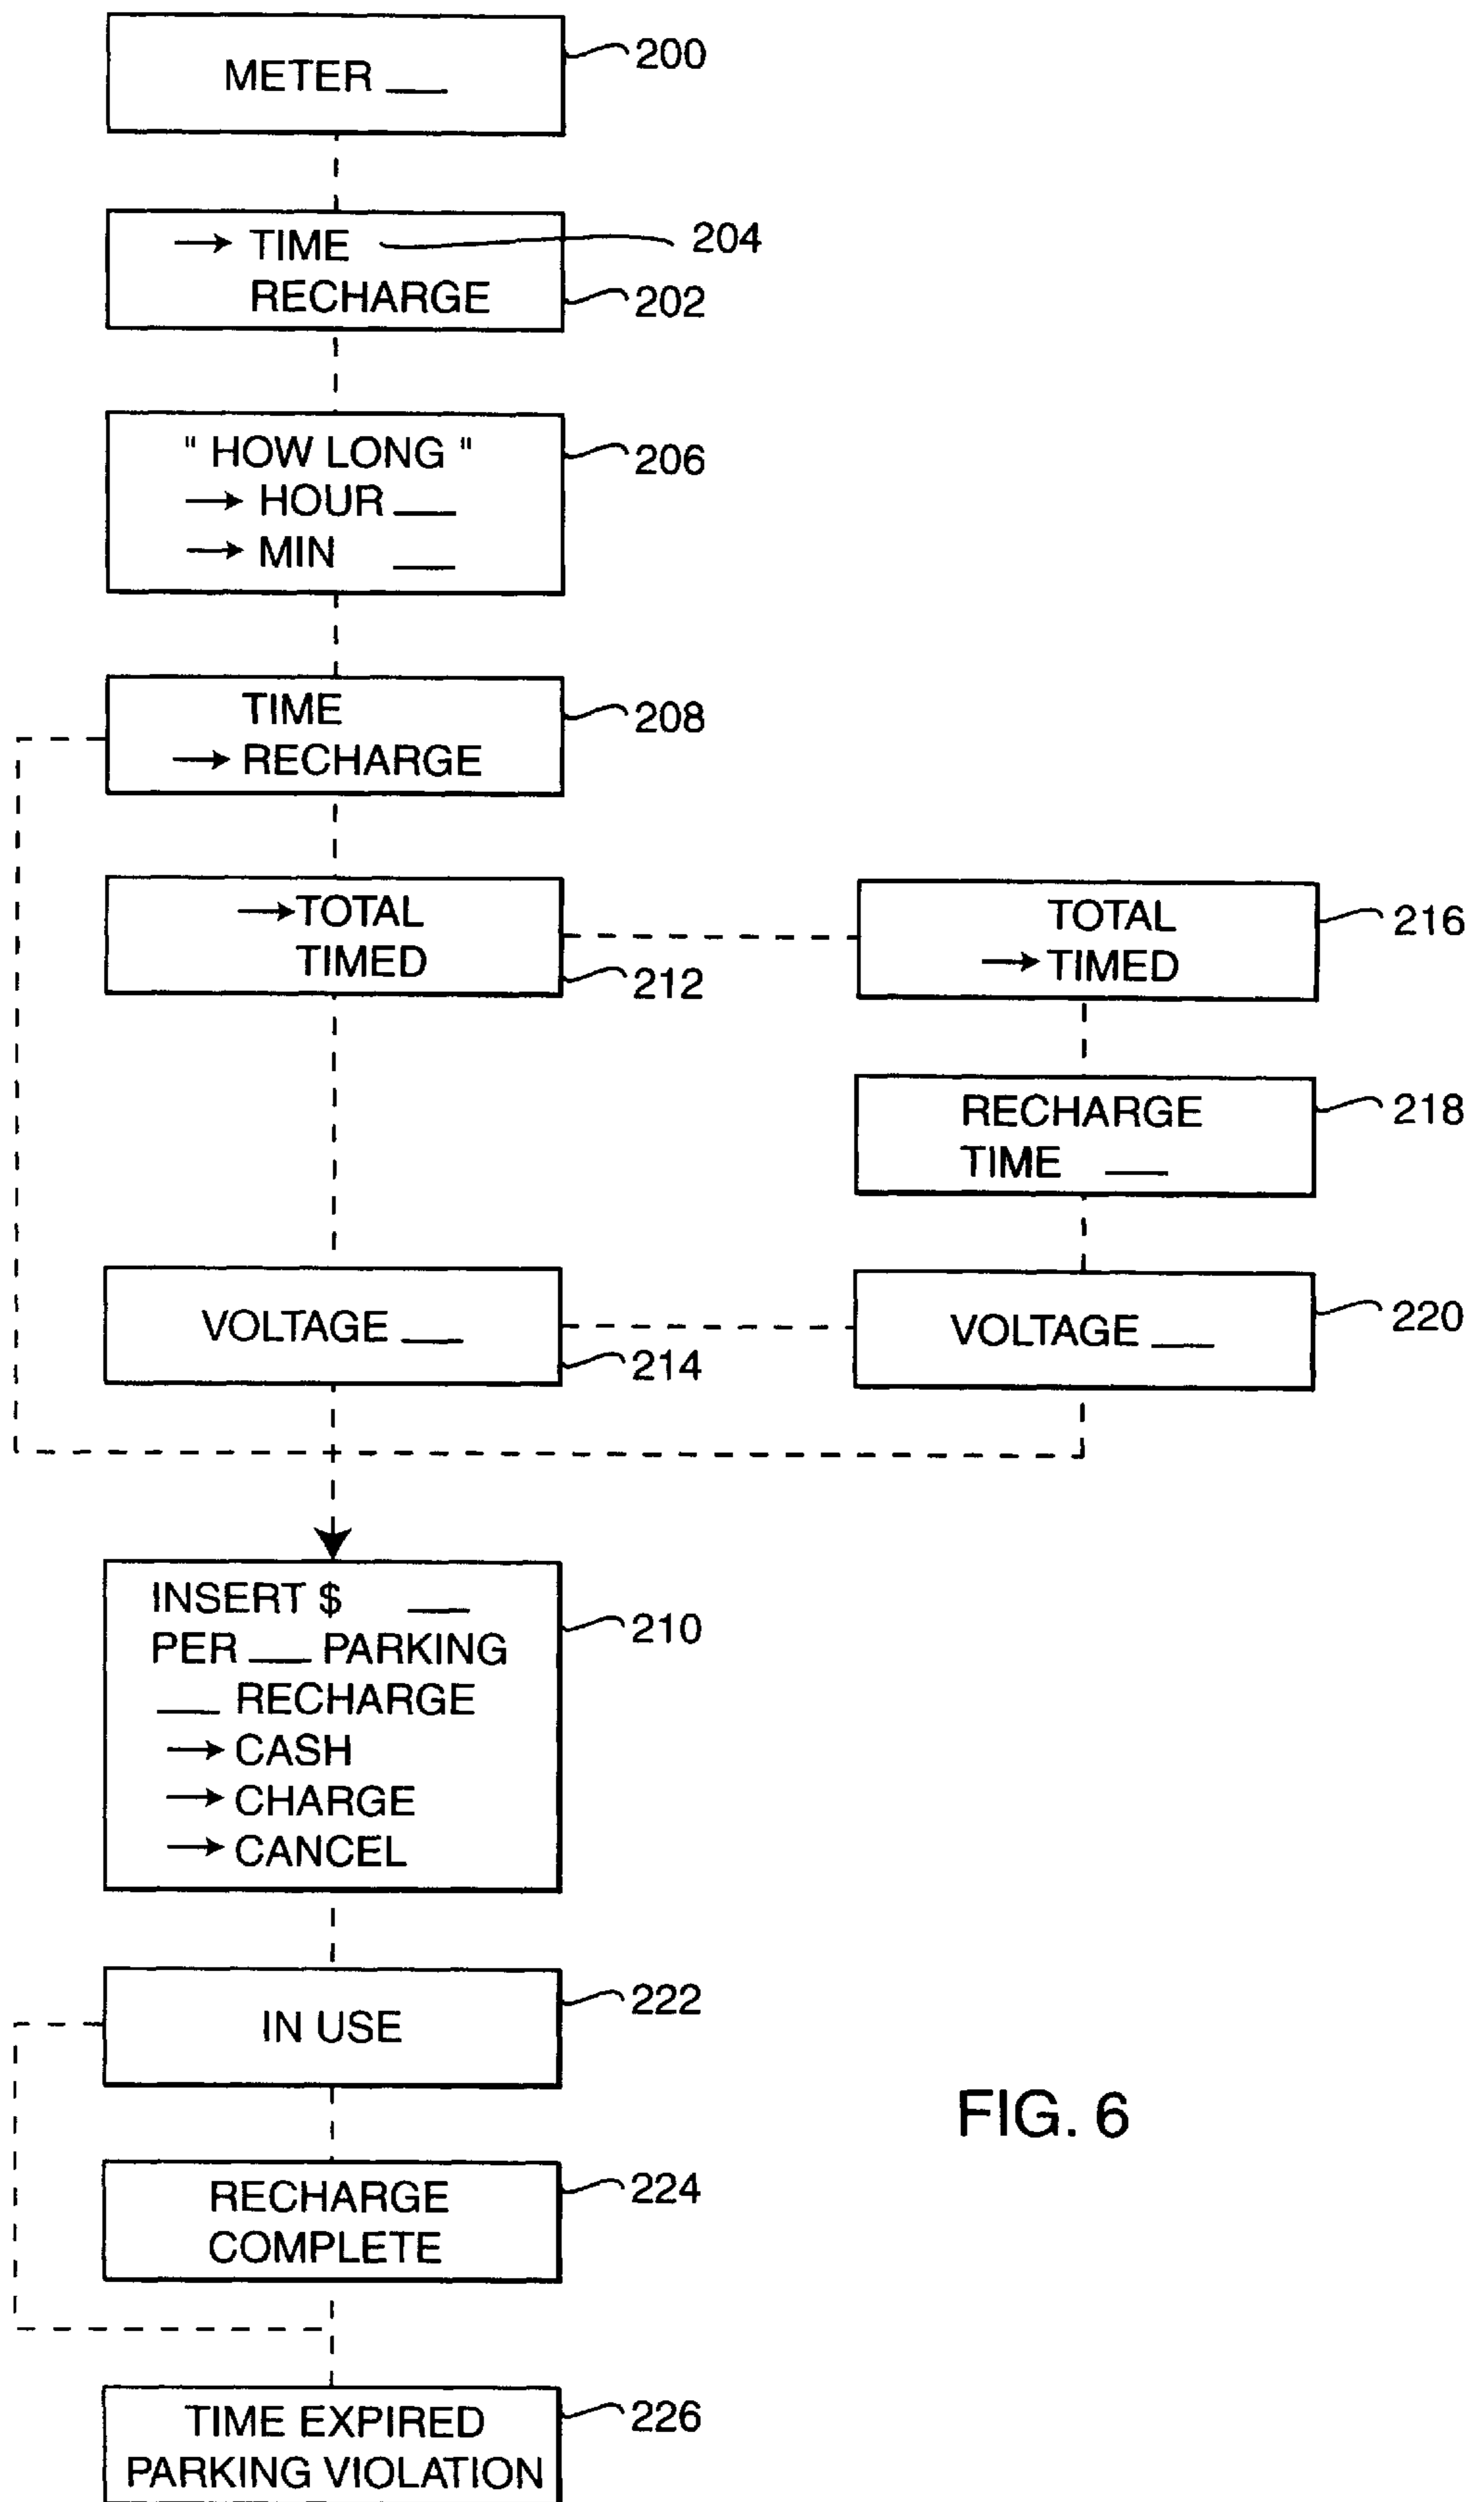 METER ___ 200
→ TIME 204
RECHARGE 202
" HOW LONG " 206
→ HOUR ___
→ MIN ___
TIME 208
→ RECHARGE
→ TOTAL
TIMED 212
TOTAL 216
→ TIMED
RECHARGE 218
TIME ___
VOLTAGE ___ 214
VOLTAGE ___ 220
INSERT $ ___
PER ___ PARKING 210
___ RECHARGE
→ CASH
→ CHARGE
→ CANCEL
IN USE 222
FIG. 6
RECHARGE 224
COMPLETE
TIME EXPIRED 226
PARKING VIOLATION